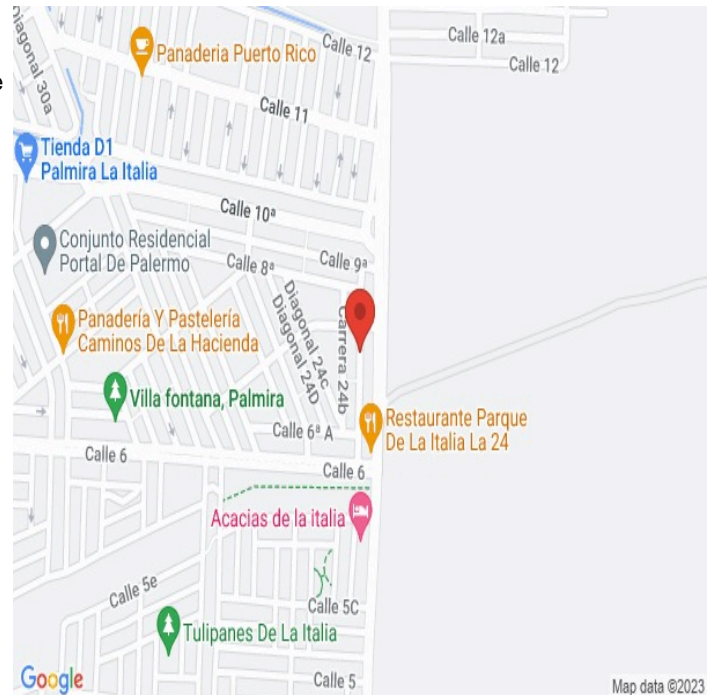 e
Diagonal 30a
Panaderia Puerto Rico
Calle 12
Calle 12a
Calle 12
Calle 11
Tienda D1
Palmira La Italia
Calle 10ª
Conjunto Residencial
Portal De Palermo
Calle 8ª
Calle 9ª
Diagonal 24c
Diagonal 24D
Carrera 24b
Panadería Y Pastelería
Caminos De La Hacienda
Villa fontana, Palmira
Restaurante Parque
De La Italia La 24
Calle 6ª A
Calle 6
Calle 6
Acacias de la italia
Calle 5e
Calle 5C
Tulipanes De La Italia
Calle 5
Google
Map data ©2023